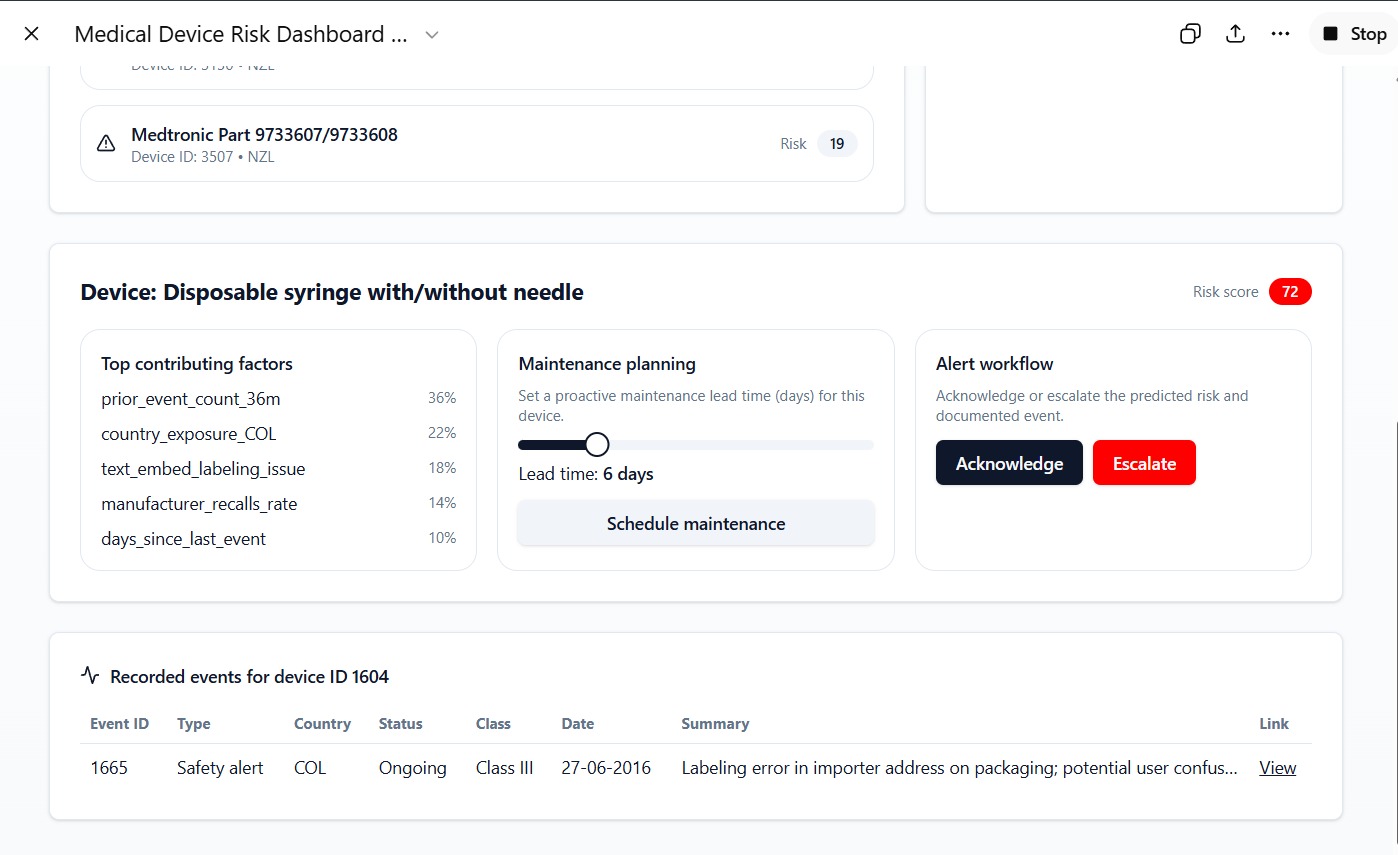 Medical Device Risk Dashboard ...
Stop
Device ID: 3130 • NZL
Medtronic Part 9733607/9733608
Device ID: 3507 • NZL
Risk 19
Device: Disposable syringe with/without needle
Risk score 72
Top contributing factors
prior_event_count_36m 36%
country_exposure_COL 22%
text_embed_labeling_issue 18%
manufacturer_recalls_rate 14%
days_since_last_event 10%
Maintenance planning
Set a proactive maintenance lead time (days) for this
device.
Lead time: 6 days
Schedule maintenance
Alert workflow
Acknowledge or escalate the predicted risk and
documented event.
Acknowledge Escalate
Recorded events for device ID 1604
Event ID Type Country Status Class Date Summary Link
1665 Safety alert COL Ongoing Class III 27-06-2016 Labeling error in importer address on packaging; potential user confus... View